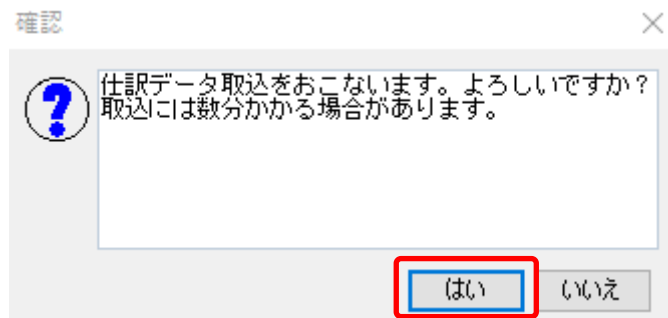 確認
仕訳データ取込をおこないます。よろしいですか？
取込には数分かかる場合があります。
はい
いいえ